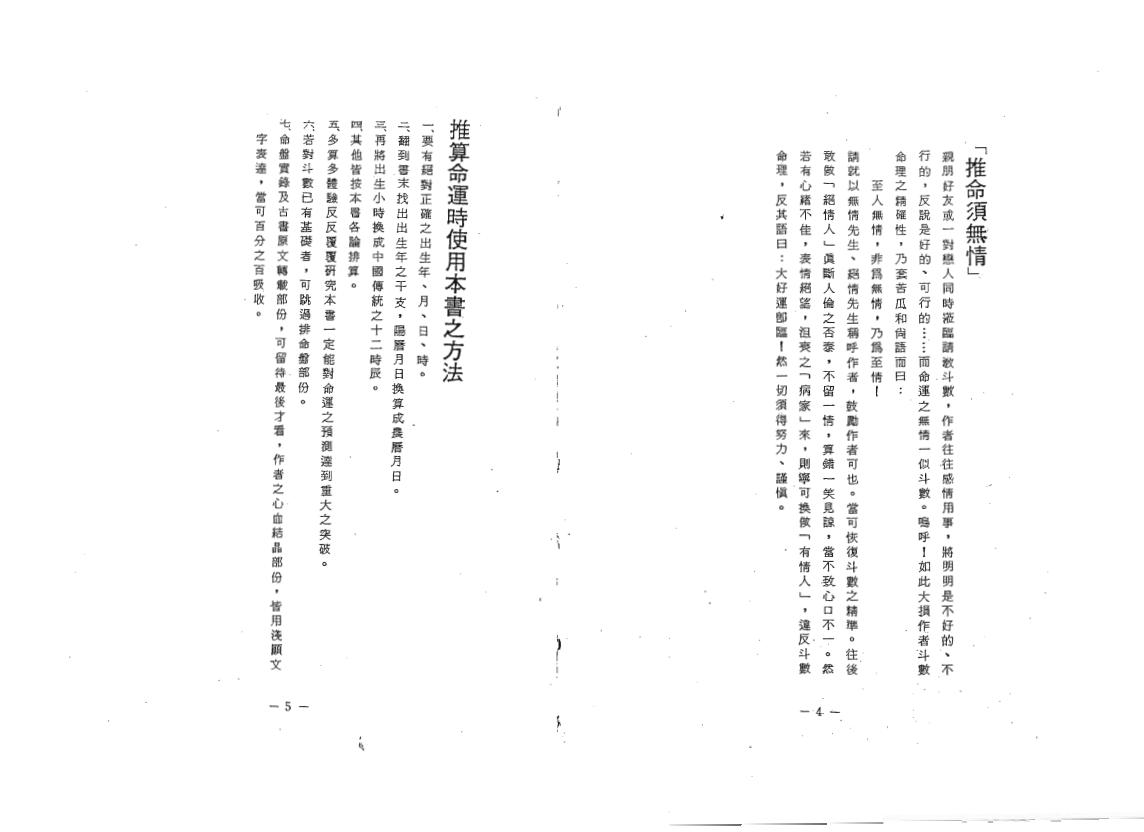 「推命須無情」
親朋好友或一對戀人同時蒞臨請教斗數，作者往往感情用事，將明明是不好的、不
行的，反說是好的、可行的……而命運之無情一似斗數。嗚呼！如此大損作者斗數
命理之精確性，乃套苦瓜和尚語而曰：
至人無情，非爲無情，乃爲至情！
請就以無情先生、絕情先生稱呼作者，鼓勵作者可也。當可恢復斗數之精準。往後
敢做「絕情人」眞斷人倫之否泰，不留一情，算錯一笑見諒，當不致心口不一。然
若有心緒不佳，表情絕望，沮喪之「病家」來，則寧可換做「有情人」，違反斗數
命理，反其語曰：大好運卽臨！然一切須得努力、謹愼。
— 4 —
推算命運時使用本書之方法
一、要有絕對正確之出生年、月、日、時。
二、翻到書末找出出生年之干支，陽曆月日換算成農曆月日。
三、再將出生小時換成中國傳統之十二時辰。
四、其他皆按本書各論排算。
五、多算多體驗反反覆覆硏究本書一定能對命運之預測達到重大之突破。
六、若對斗數已有基礎者，可跳過排命盤部份。
七、命盤實錄及古書原文轉載部份，可留待最後才看，作者之心血結晶部份，皆用淺顯文
字表達，當可百分之百吸收。
— 5 —